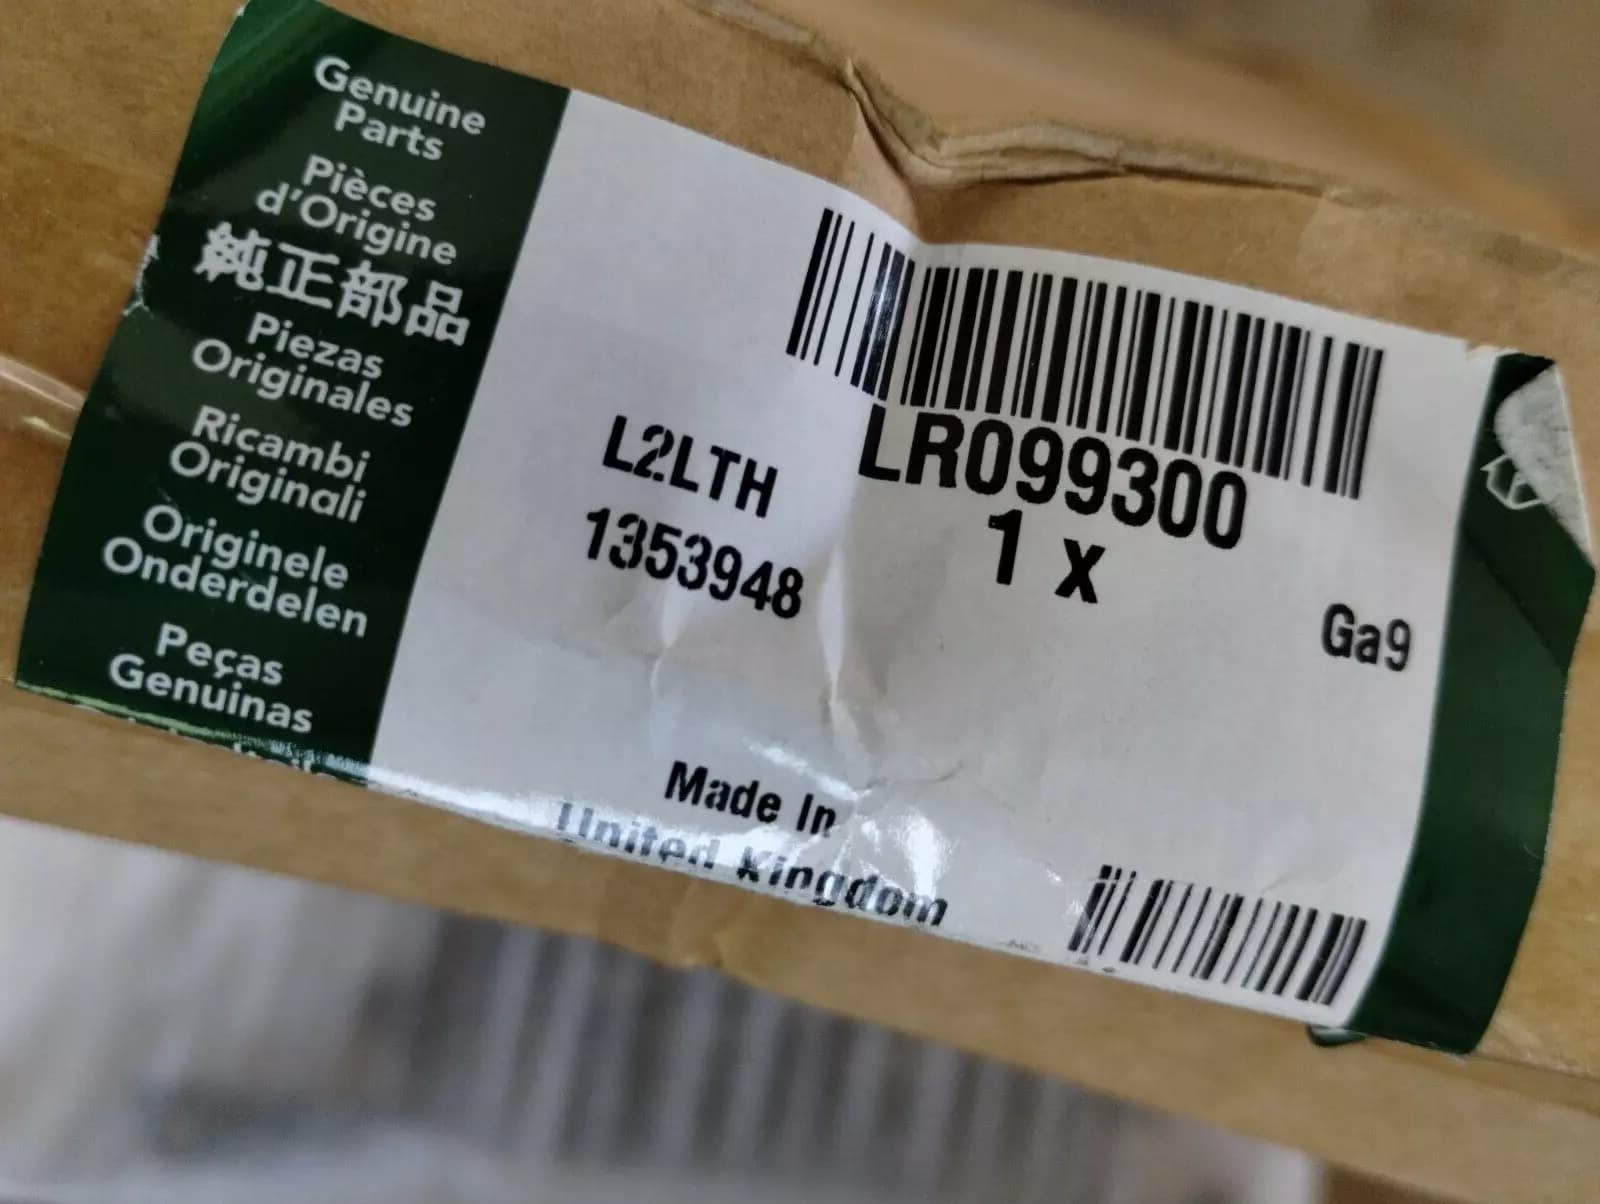 Genuine
Parts
Pièces
d'Origine
純正部品
Piezas
Originales
Ricambi
Originali
Originele
Onderdelen
Peças
Genuinas
LR099300
L2LTH
1 x
1353948
Ga9
Made In
United Kingdom